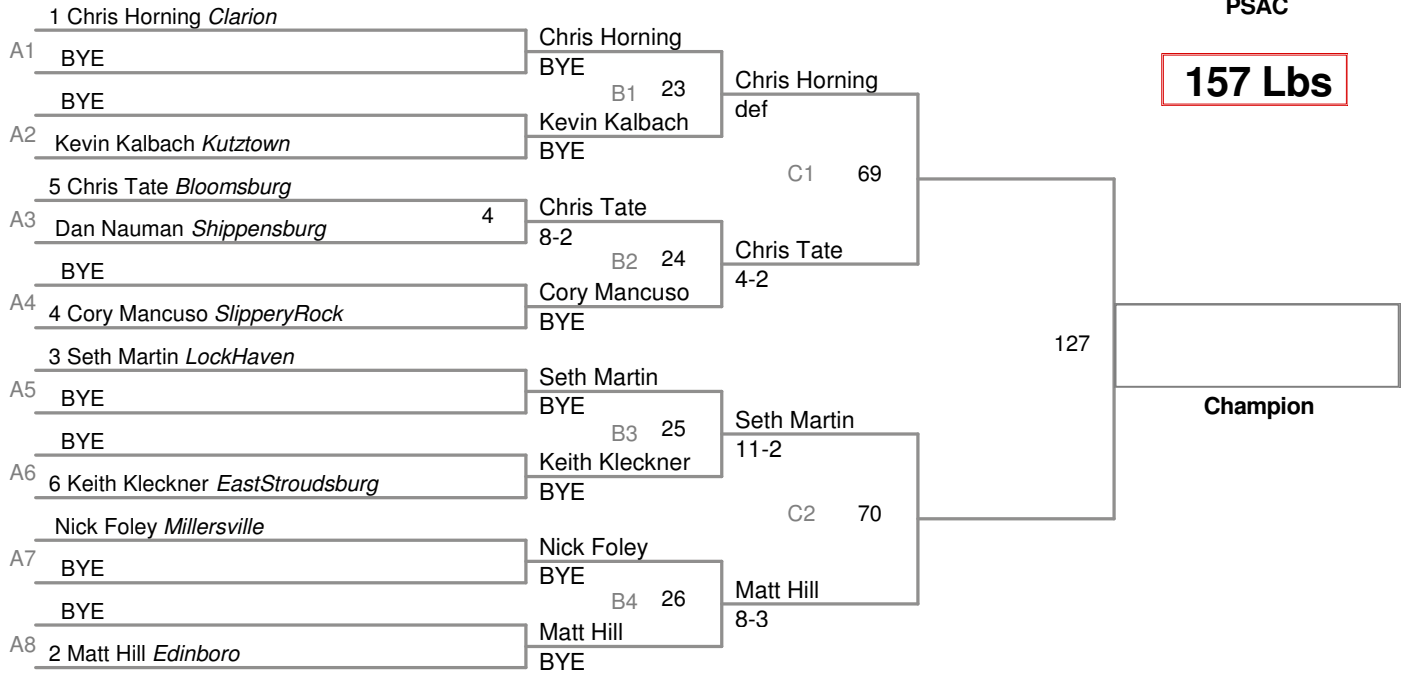 PSAC
157 Lbs
1 Chris Horning Clarion
A1
BYE
BYE
A2
Kevin Kalbach Kutztown
5 Chris Tate Bloomsburg
A3
4
Dan Nauman Shippensburg
BYE
A4
4 Cory Mancuso SlipperyRock
3 Seth Martin LockHaven
A5
BYE
BYE
A6
6 Keith Kleckner EastStroudsburg
Nick Foley Millersville
A7
BYE
BYE
A8
2 Matt Hill Edinboro
Chris Horning
BYE
B1 23
Kevin Kalbach
BYE
Chris Tate
8-2
B2 24
Cory Mancuso
BYE
Seth Martin
BYE
B3 25
Keith Kleckner
BYE
Nick Foley
BYE
B4 26
Matt Hill
BYE
Chris Horning
def
C1 69
Chris Tate
4-2
Seth Martin
11-2
C2 70
Matt Hill
8-3
127
Champion